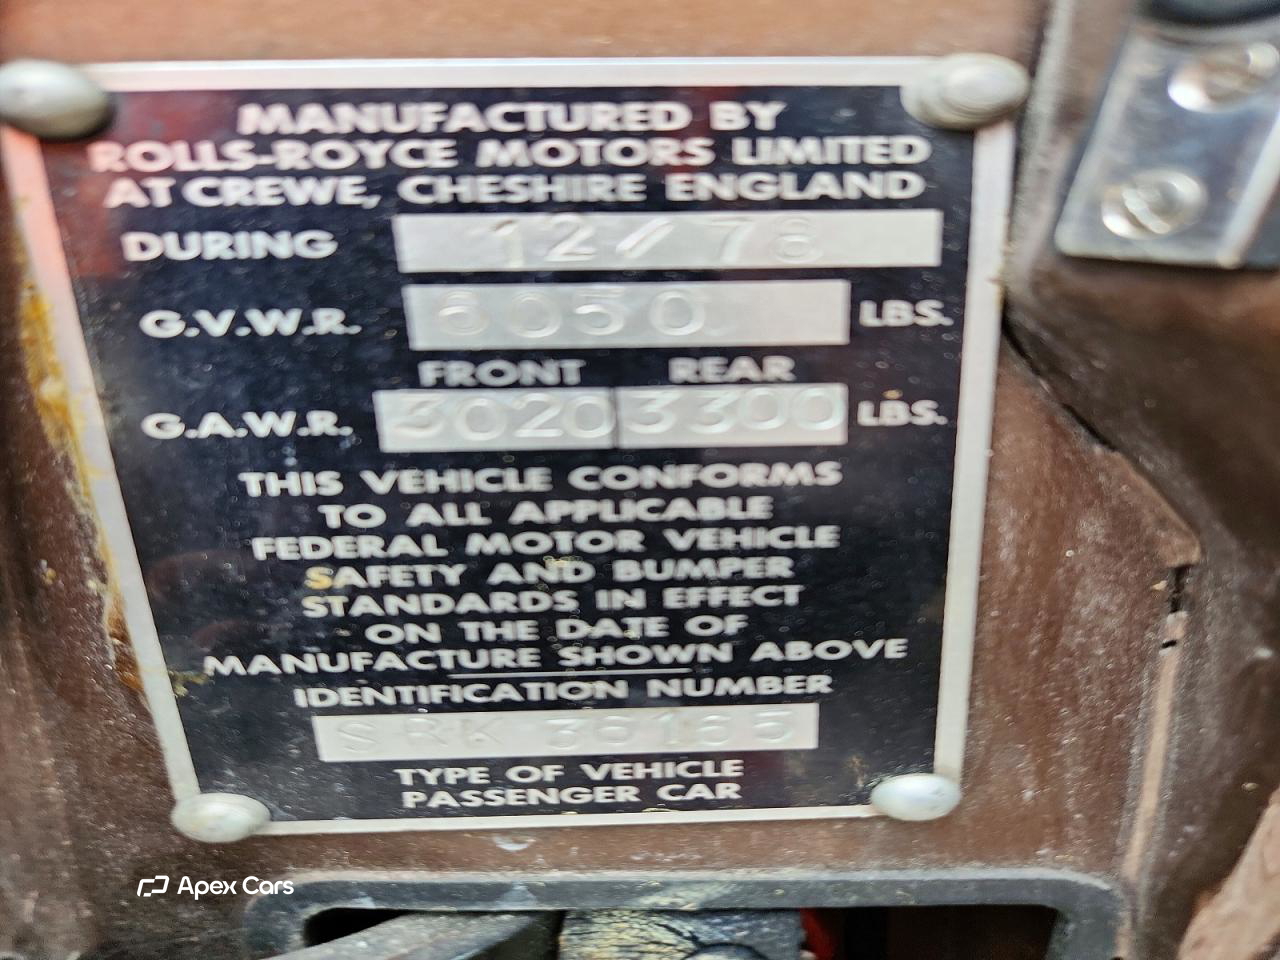 MANUFACTURED BY
ROLLS-ROYCE MOTORS LIMITED
AT CREWE, CHESHIRE ENGLAND
DURING 12/78
G.V.W.R. 6050 LBS.
FRONT REAR
G.A.W.R. 3020 3300 LBS.
THIS VEHICLE CONFORMS
TO ALL APPLICABLE
FEDERAL MOTOR VEHICLE
SAFETY AND BUMPER
STANDARDS IN EFFECT
ON THE DATE OF
MANUFACTURE SHOWN ABOVE
IDENTIFICATION NUMBER
SRK 36165
TYPE OF VEHICLE
PASSENGER CAR
Apex Cars